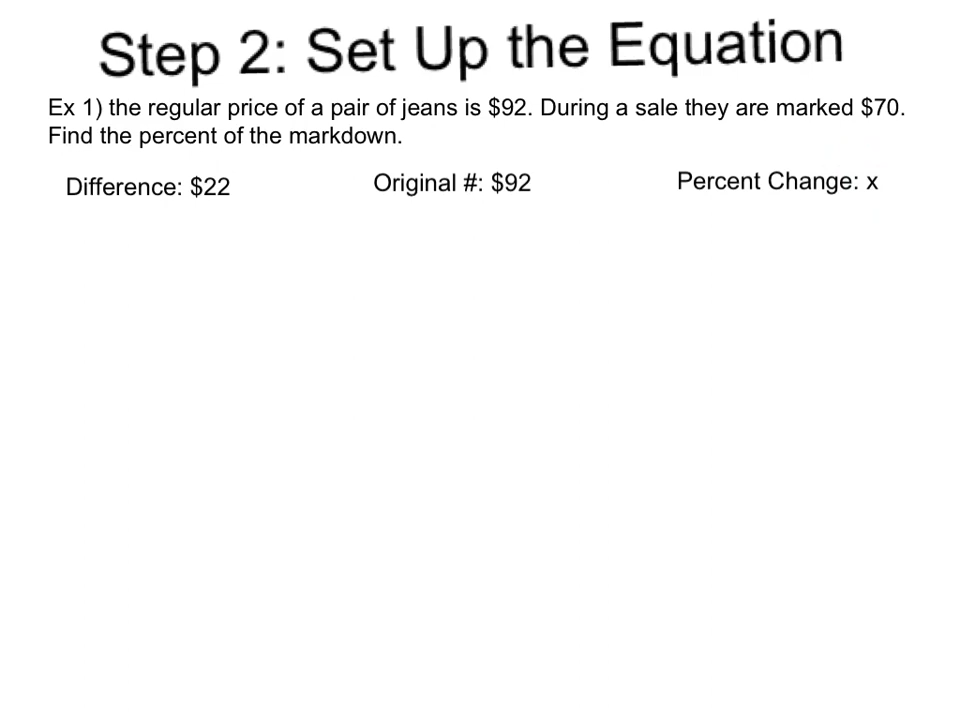 Step 2: Set Up the Equation
Ex 1) the regular price of a pair of jeans is $92. During a sale they are marked $70.
Find the percent of the markdown.
Difference: $22 Original #: $92 Percent Change: x